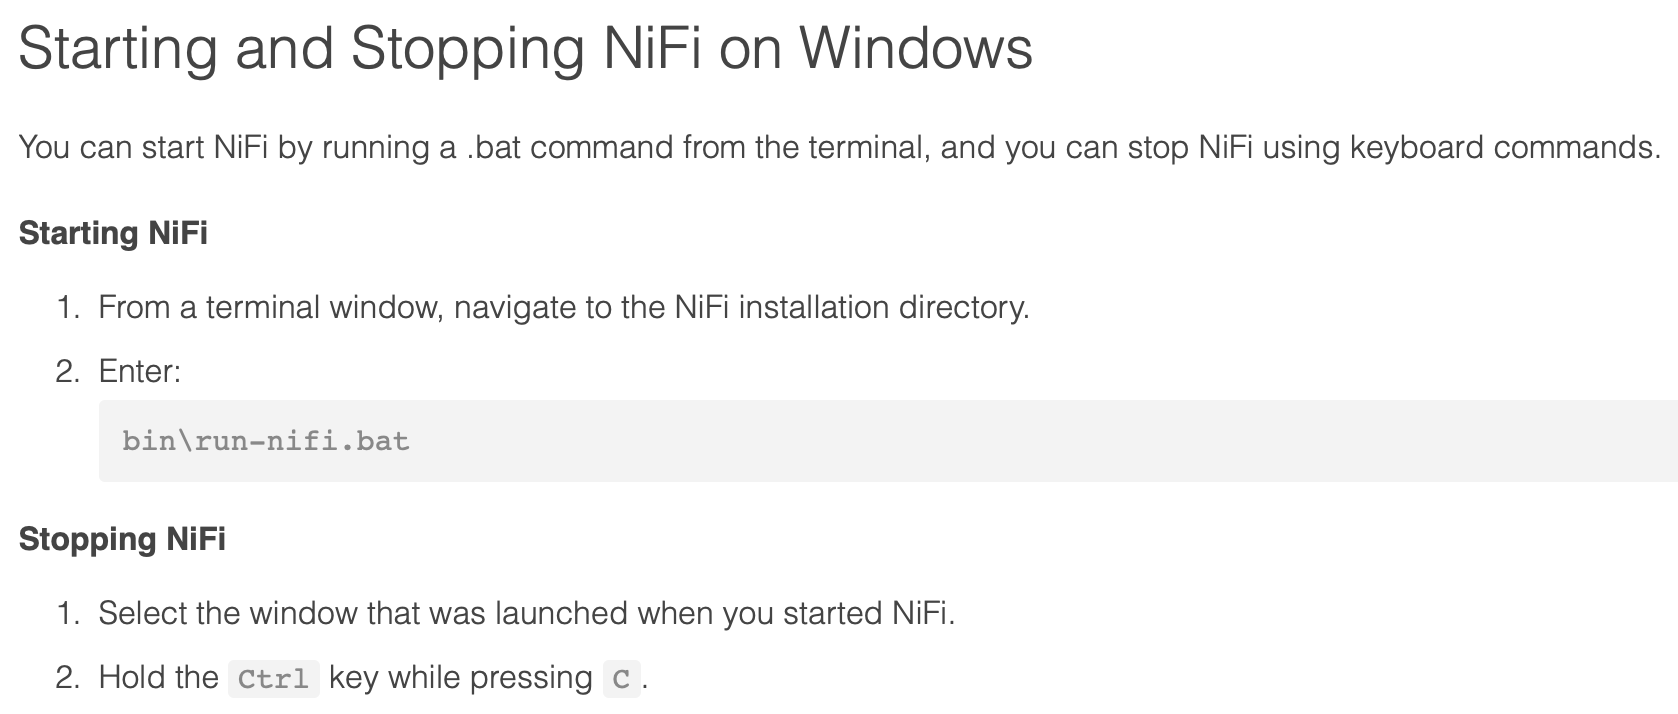 Starting and Stopping NiFi on Windows
You can start NiFi by running a .bat command from the terminal, and you can stop NiFi using keyboard commands.
Starting NiFi
1. From a terminal window, navigate to the NiFi installation directory.
2. Enter:
bin\run-nifi.bat
Stopping NiFi
1. Select the window that was launched when you started NiFi.
2. Hold the Ctrl key while pressing C.